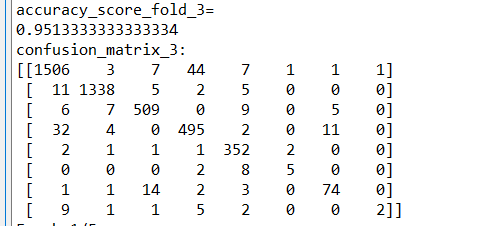 accuracy_score_fold_3=
0.9513333333333334
confusion_matrix_3:
[[1506    3    7   44    7    1    1    1]
 [  11 1338    5    2    5    0    0    0]
 [   6    7  509    0    9    0    5    0]
 [  32    4    0  495    2    0   11    0]
 [   2    1    1    1  352    2    0    0]
 [   0    0    0    2    8    5    0    0]
 [   1    1   14    2    3    0   74    0]
 [   9    1    1    5    2    0    0    2]]